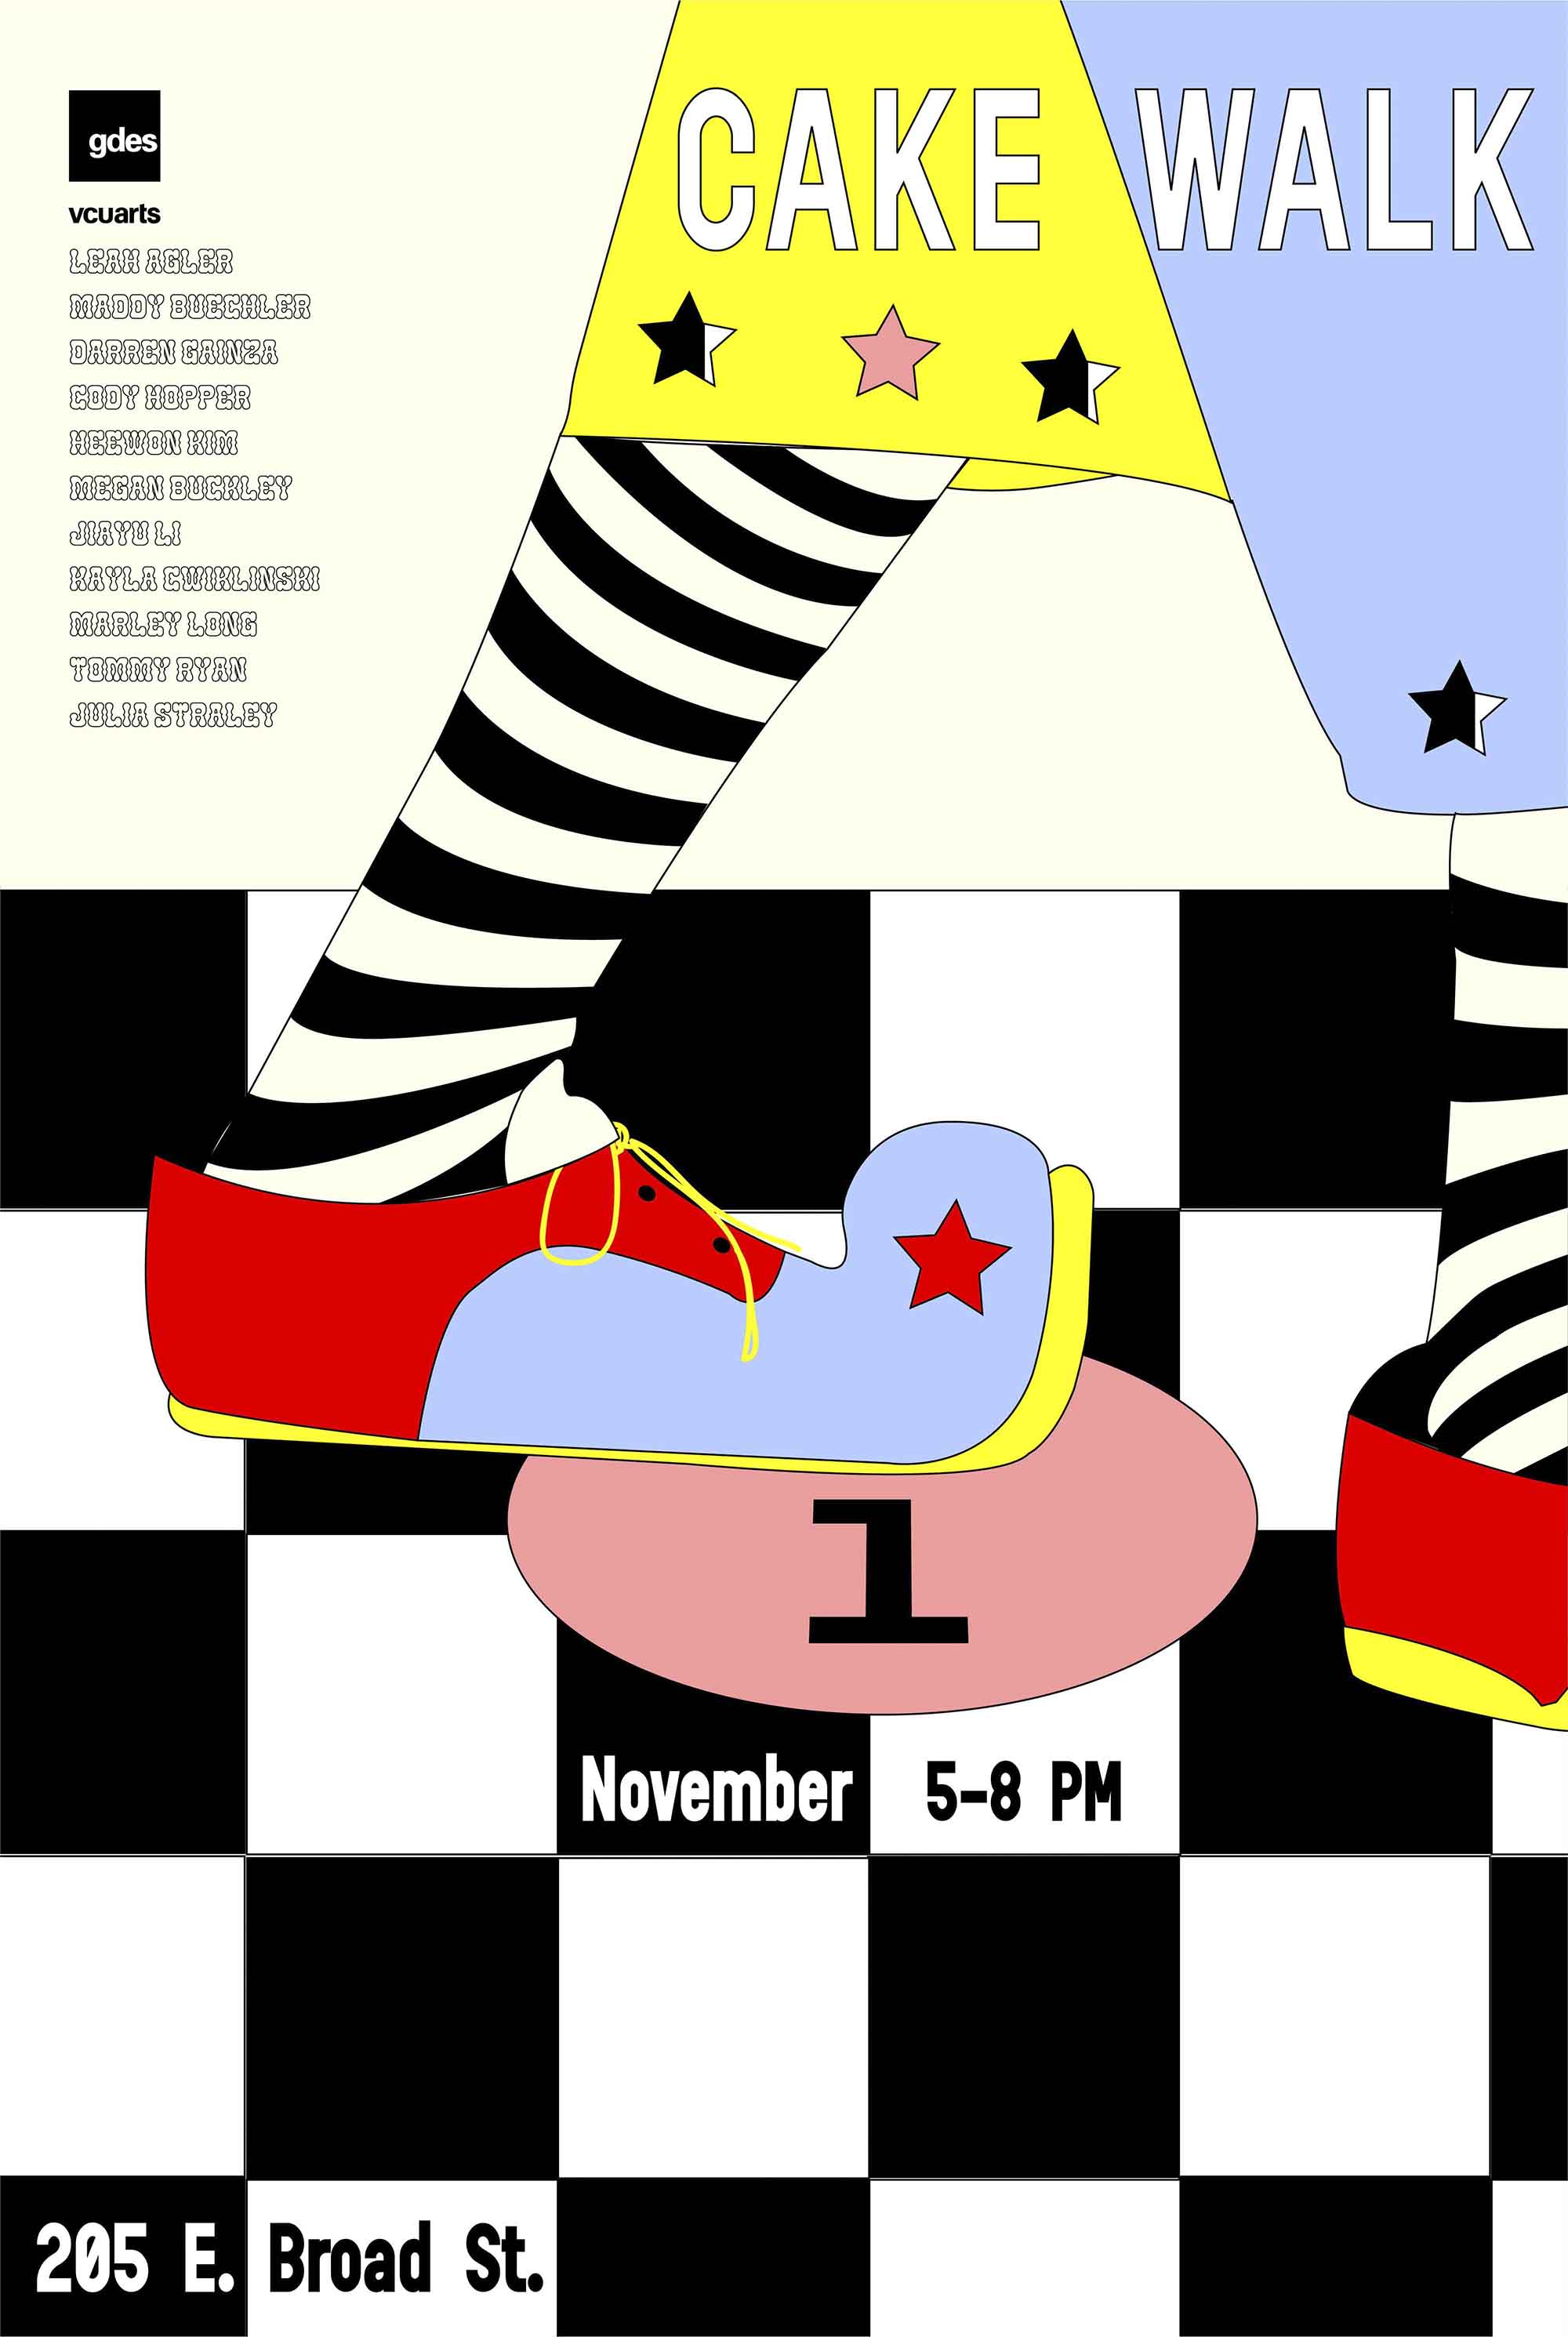 CAKE WALK
gdes
vcuarts
LEAH AGLER
MADDY BUECHLER
DARREN GAINZA
CODY HOPPER
HEEWON KIM
MEGAN BUCKLEY
JIAYU LI
KAYLA CWIKLINSKI
MARLEY LONG
TOMMY RYAN
JULIA STRALEY
1
November 5-8 PM
205 E. Broad St.